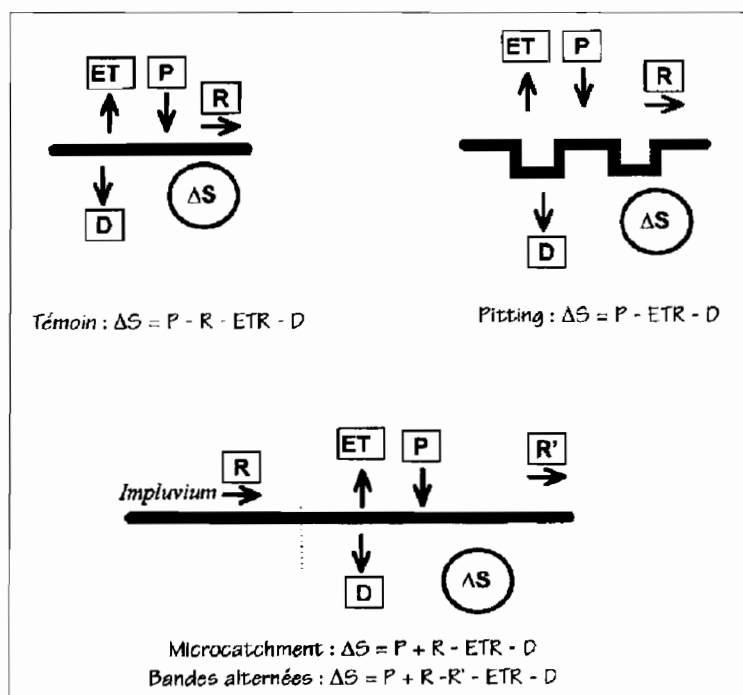 ET P
R
ΔS
D
Témoin : ΔS = P - R - ETR - D
ET P
R
ΔS
D
Pitting : ΔS = P - ETR - D
R
Impluvium
ET P
R'
D
ΔS
Microcatchment : ΔS = P + R - ETR - D
Bandes alternées : ΔS = P + R -R' - ETR - D